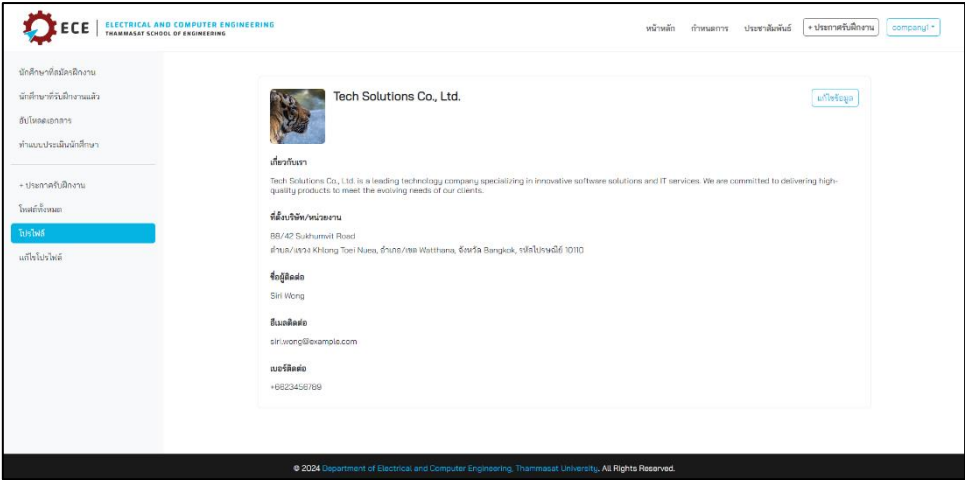 ECE
ELECTRICAL AND COMPUTER ENGINEERING
THAMMASAT SCHOOL OF ENGINEERING
หน้าหลัก
กำหนดการ
ประชาสัมพันธ์
+ ประกาศรับฝึกงาน
company1
นักศึกษาที่สมัครฝึกงาน
นักศึกษาที่รับฝึกงานแล้ว
อัปโหลดเอกสาร
ทำแบบประเมินนักศึกษา
+ ประกาศรับฝึกงาน
โพสต์ทั้งหมด
โปรไฟล์
แก้ไขโปรไฟล์
Tech Solutions Co., Ltd.
แก้ไขข้อมูล
เกี่ยวกับเรา
Tech Solutions Co., Ltd. is a leading technology company specializing in innovative software solutions and IT services. We are committed to delivering high-
quality products to meet the evolving needs of our clients.
ที่ตั้งบริษัท/หน่วยงาน
88/42 Sukhumvit Road
ตำบล/แขวง Khlong Toei Nuea, อำเภอ/เขต Watthana, จังหวัด Bangkok, รหัสไปรษณีย์ 10110
ชื่อผู้ติดต่อ
Siri Wong
อีเมลติดต่อ
siri.wong@example.com
เบอร์ติดต่อ
+6623456789
© 2024 Department of Electrical and Computer Engineering, Thammasat University. All Rights Reserved.